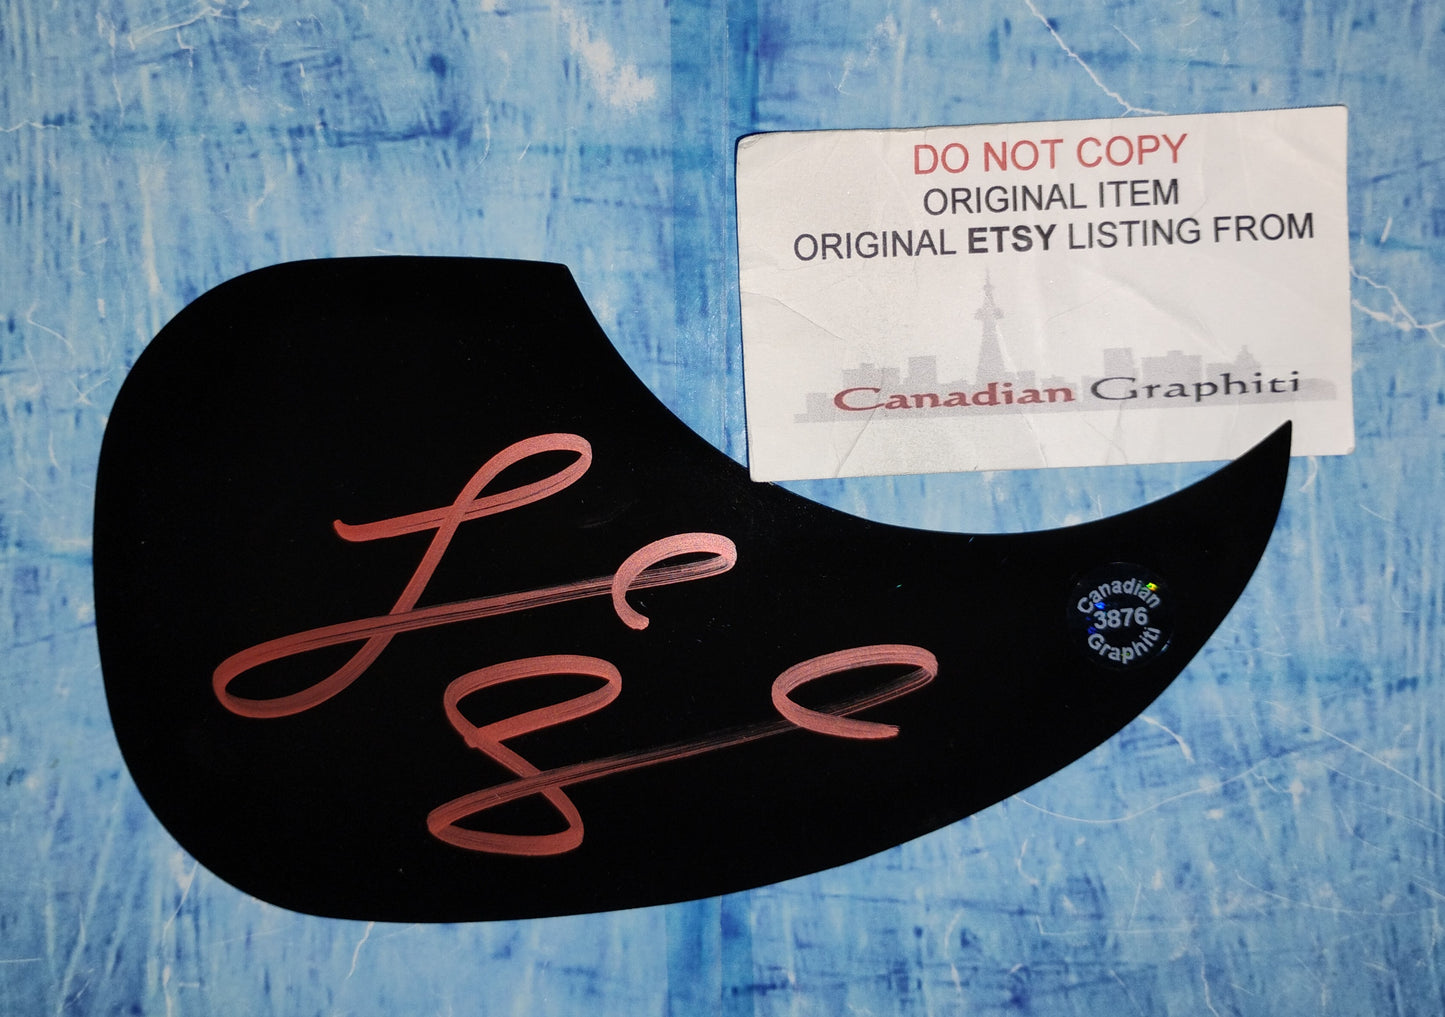 DO NOT COPY
ORIGINAL ITEM
ORIGINAL ETSY LISTING FROM
Canadian Graphiti
Canadian
3876
Graphiti